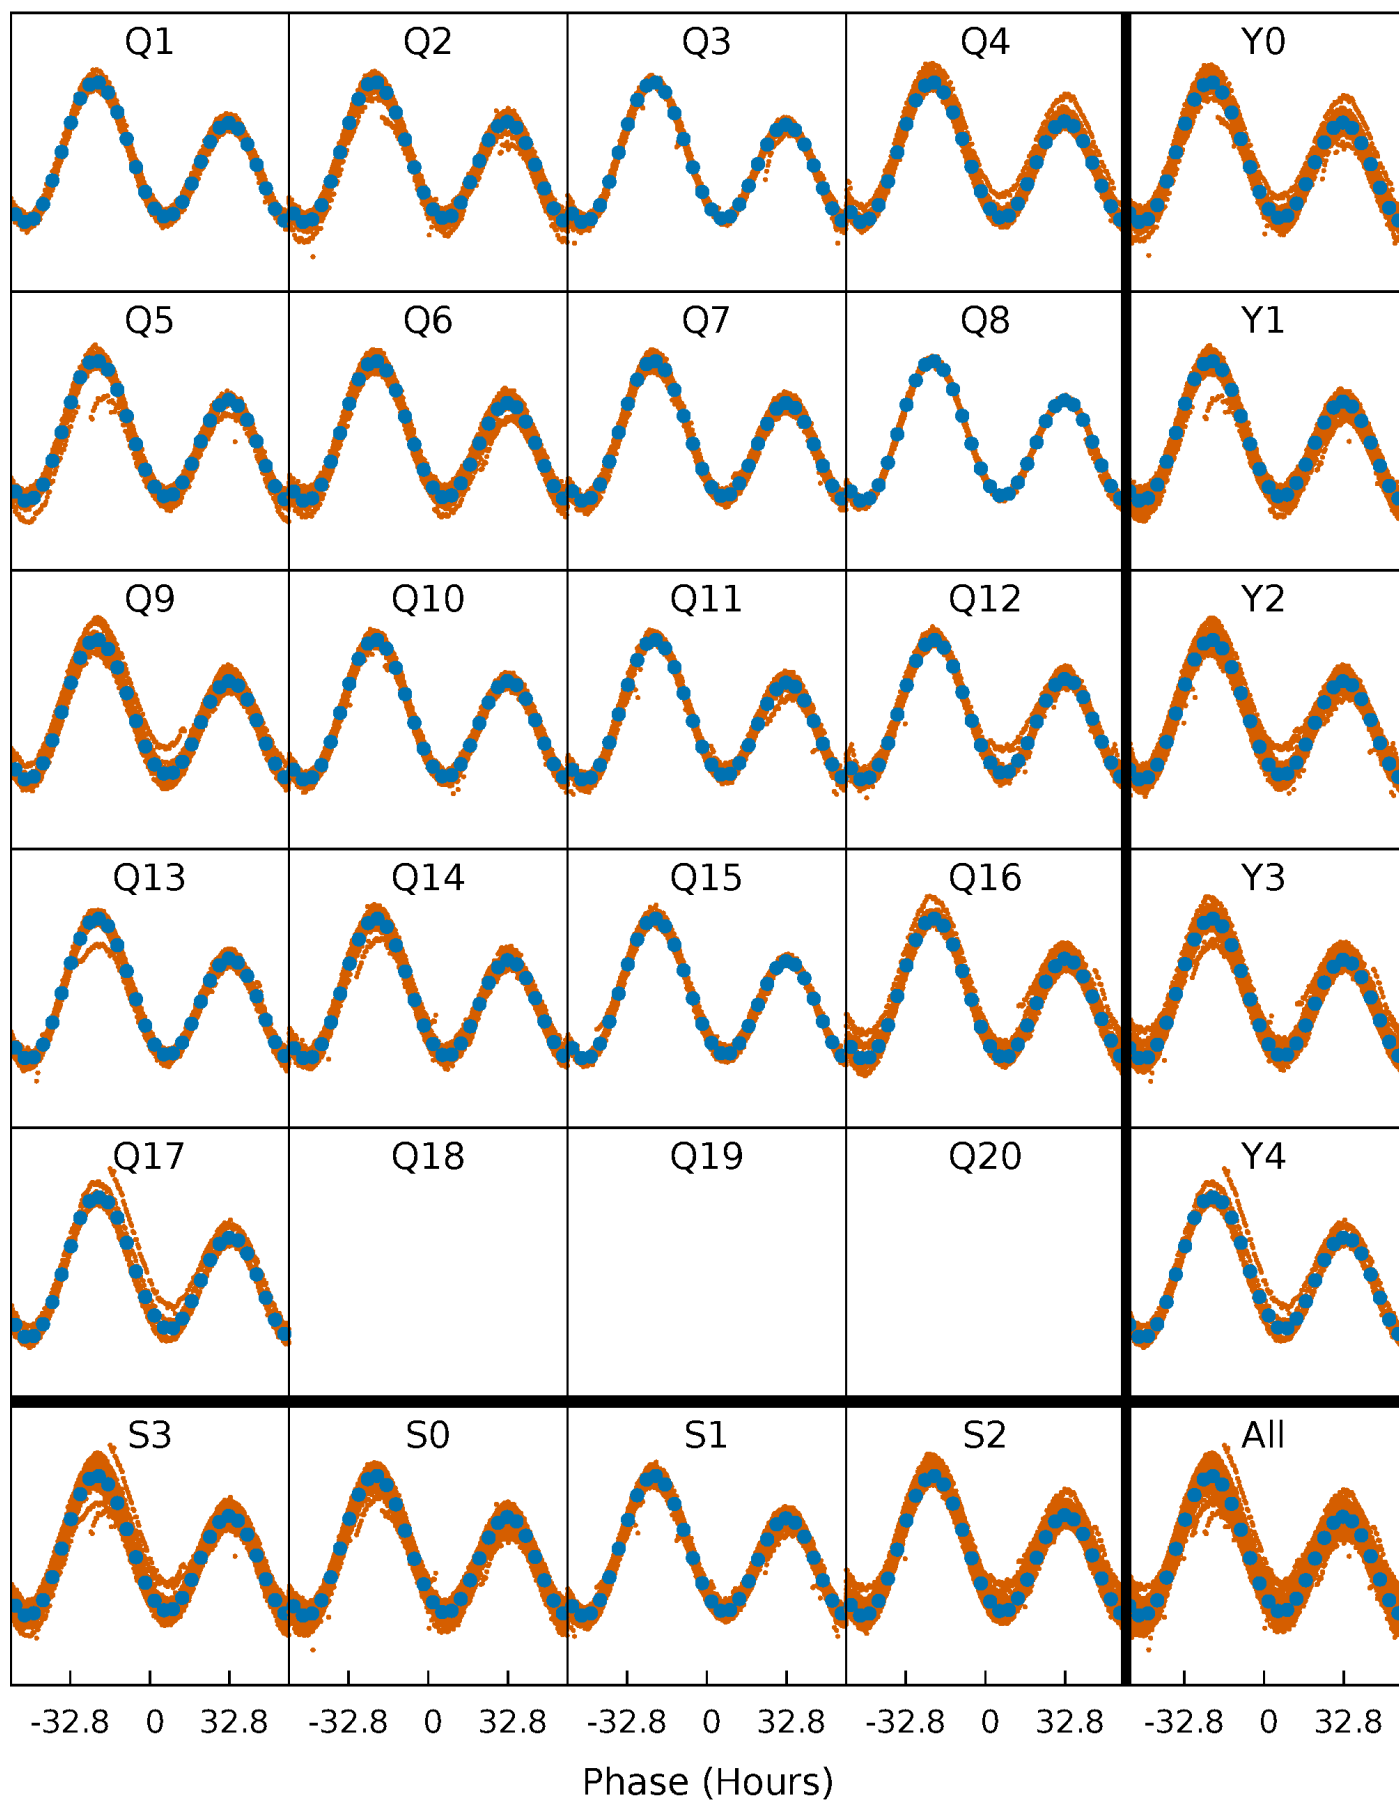 Q1 Q2 Q3 Q4 Y0
Q5 Q6 Q7 Q8 Y1
Q9 Q10 Q11 Q12 Y2
Q13 Q14 Q15 Q16 Y3
Q17 Q18 Q19 Q20 Y4
S3 S0 S1 S2 All
-32.8 0 32.8 -32.8 0 32.8 -32.8 0 32.8 -32.8 0 32.8 -32.8 0 32.8
Phase (Hours)